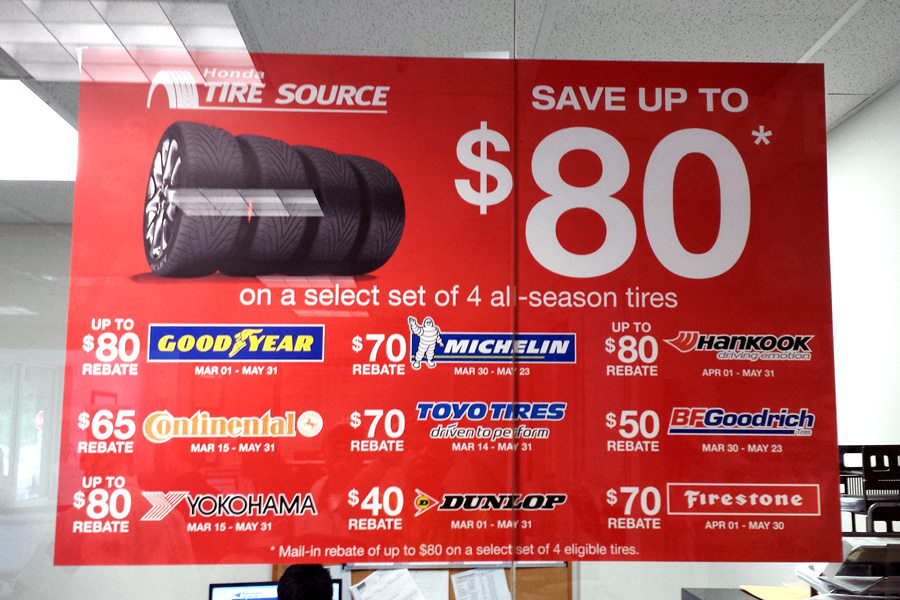 Honda
TIRE SOURCE
SAVE UP TO
$80*
on a select set of 4 all-season tires
UP TO
$80
REBATE
GOODYEAR
MAR 01 - MAY 31
$70
REBATE
MICHELIN
MAR 30 - MAY 23
UP TO
$80
REBATE
HANKOOK
driving emotion
APR 01 - MAY 31
$65
REBATE
Continental
MAR 15 - MAY 31
$70
REBATE
TOYO TIRES
driven to perform
MAR 14 - MAY 31
$50
REBATE
BFGoodrich
Tires
MAR 30 - MAY 23
UP TO
$80
REBATE
YOKOHAMA
MAR 15 - MAY 31
$40
REBATE
DUNLOP
MAR 01 - MAY 31
$70
REBATE
Firestone
APR 01 - MAY 30
* Mail-in rebate of up to $80 on a select set of 4 eligible tires.